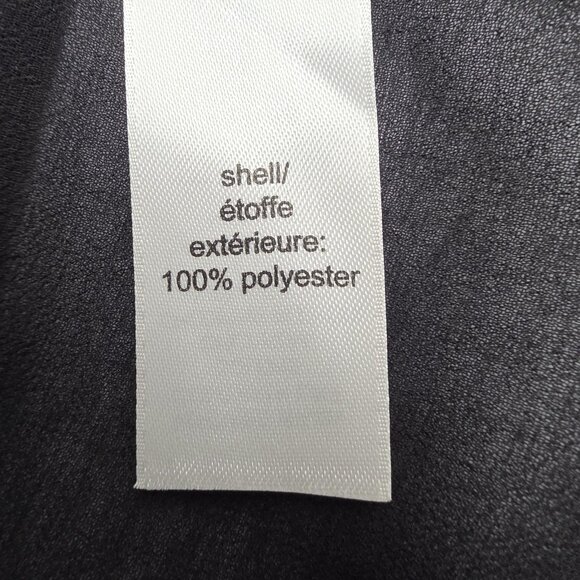 shell/
étoffe
extérieure:
100% polyester